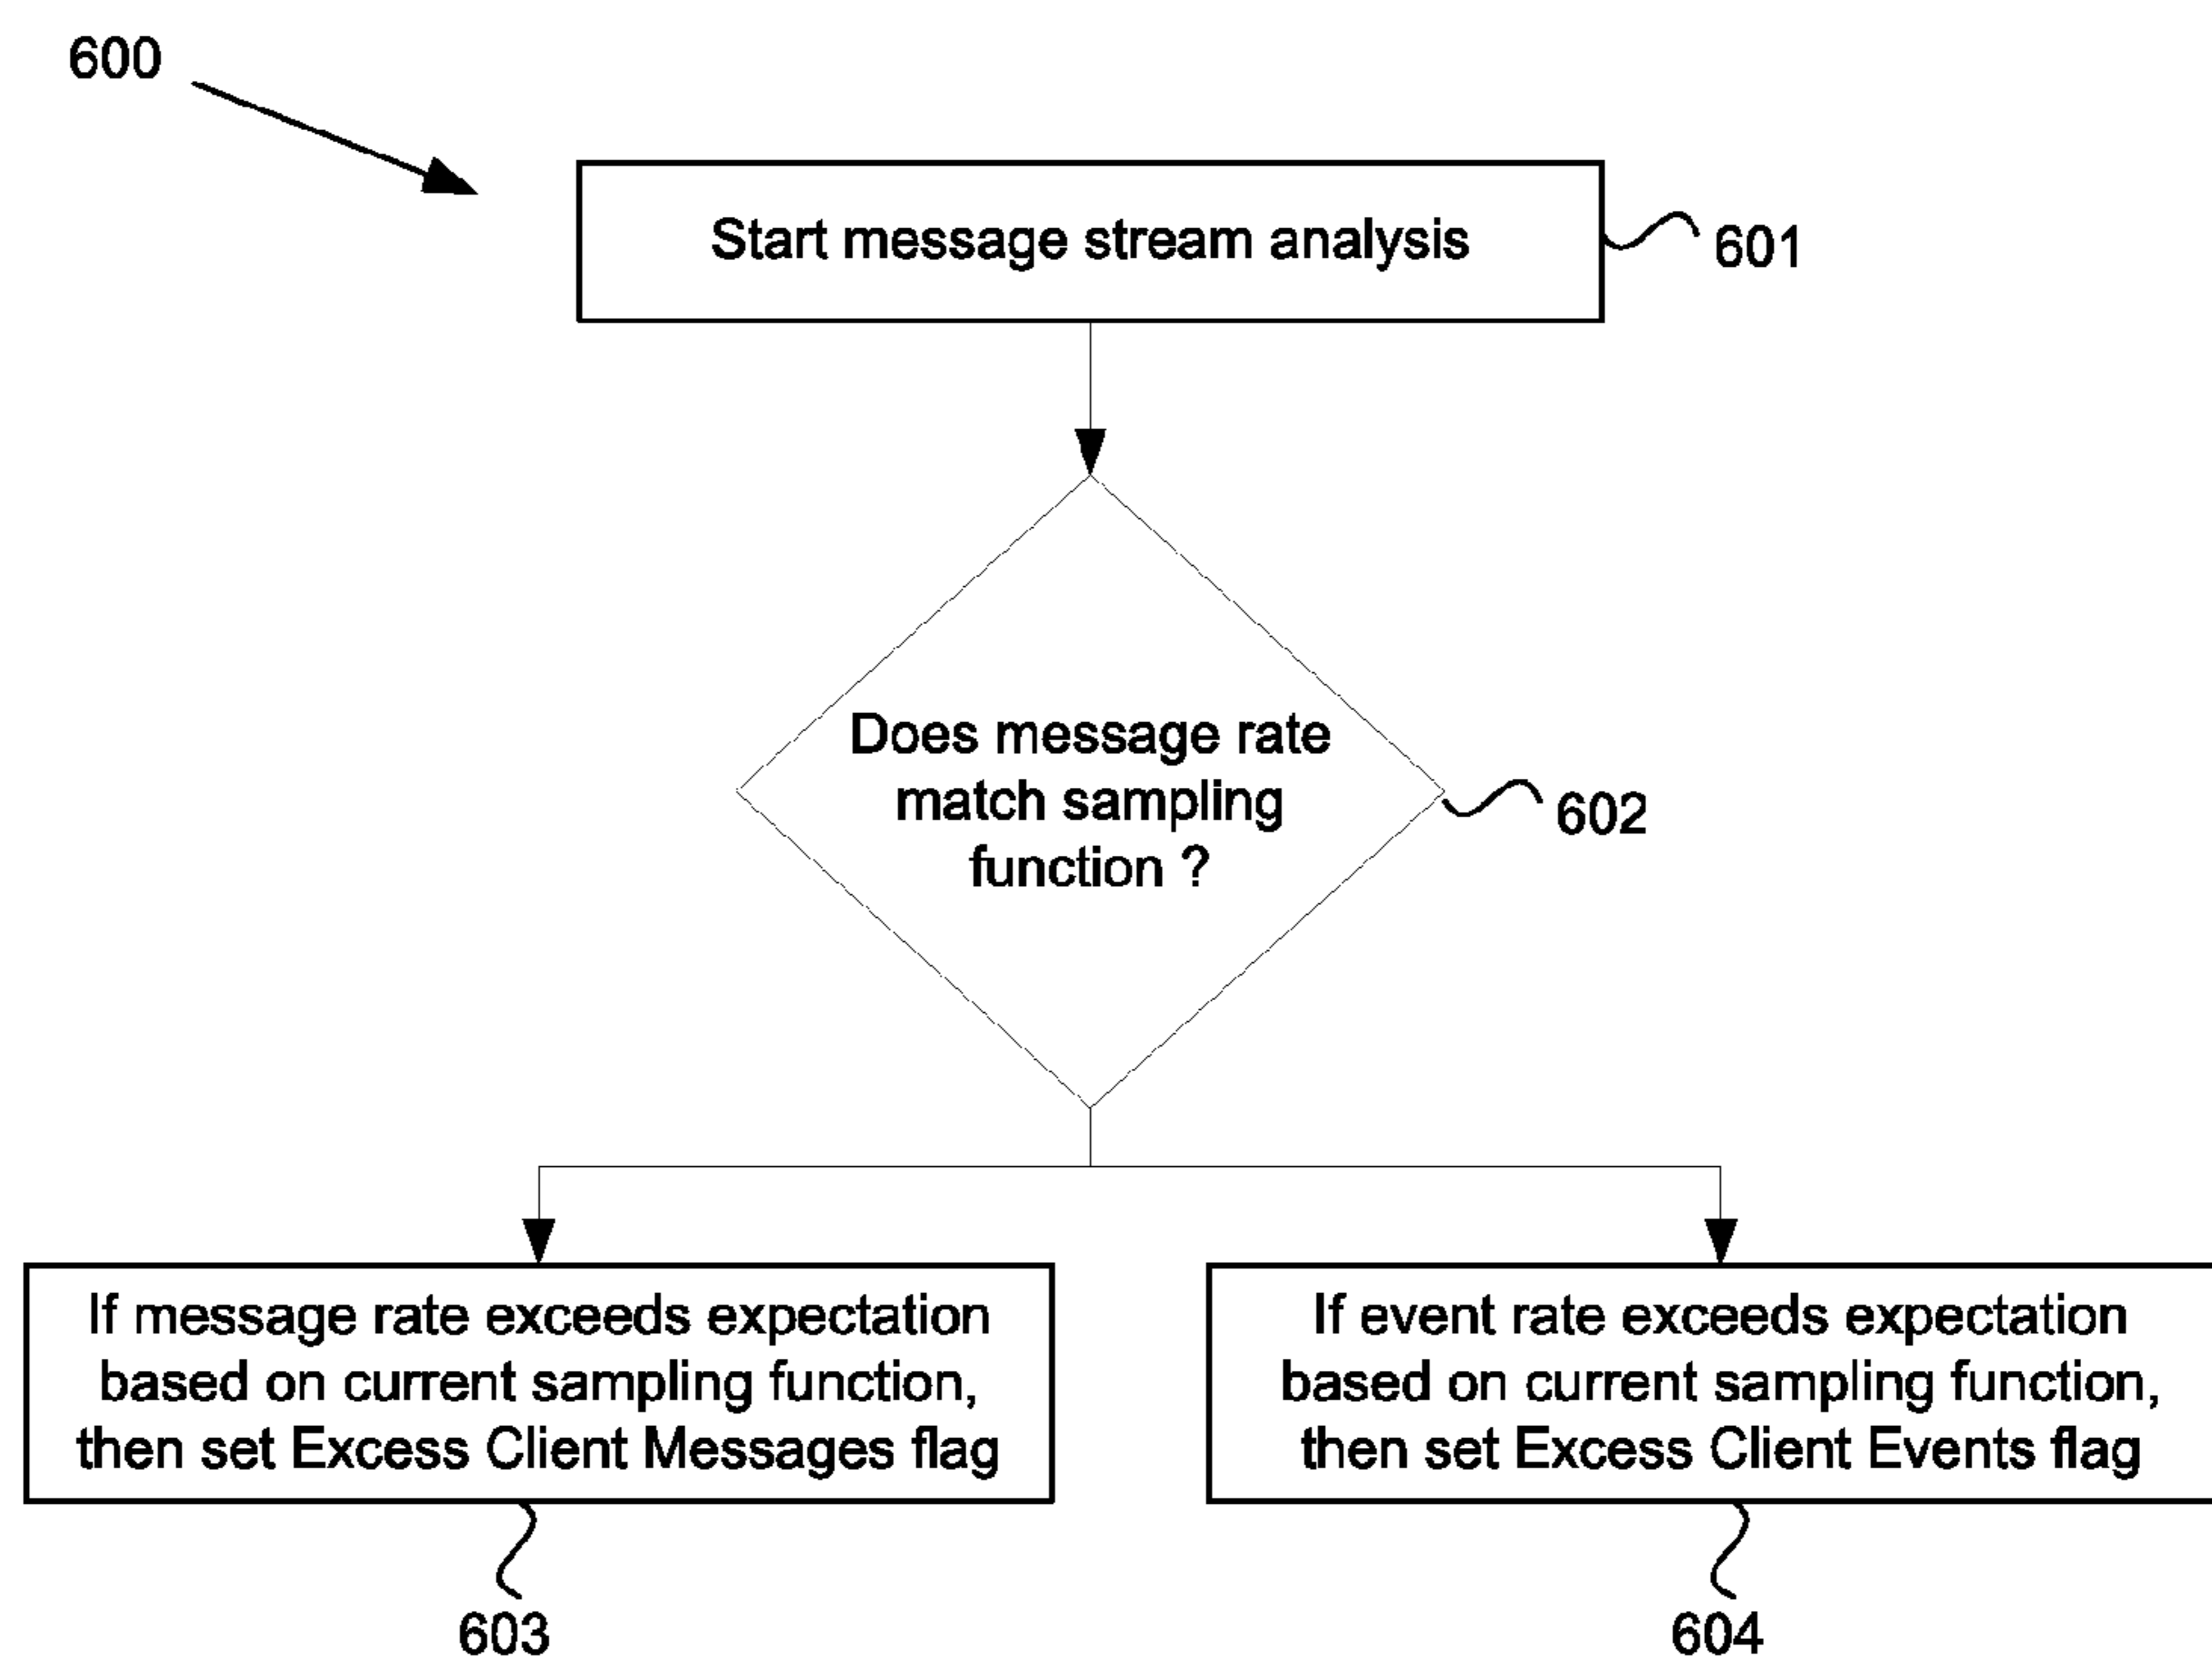 600
Start message stream analysis
601
Does message rate
match sampling
function ?
602
If message rate exceeds expectation
based on current sampling function,
then set Excess Client Messages flag
If event rate exceeds expectation
based on current sampling function,
then set Excess Client Events flag
603
604